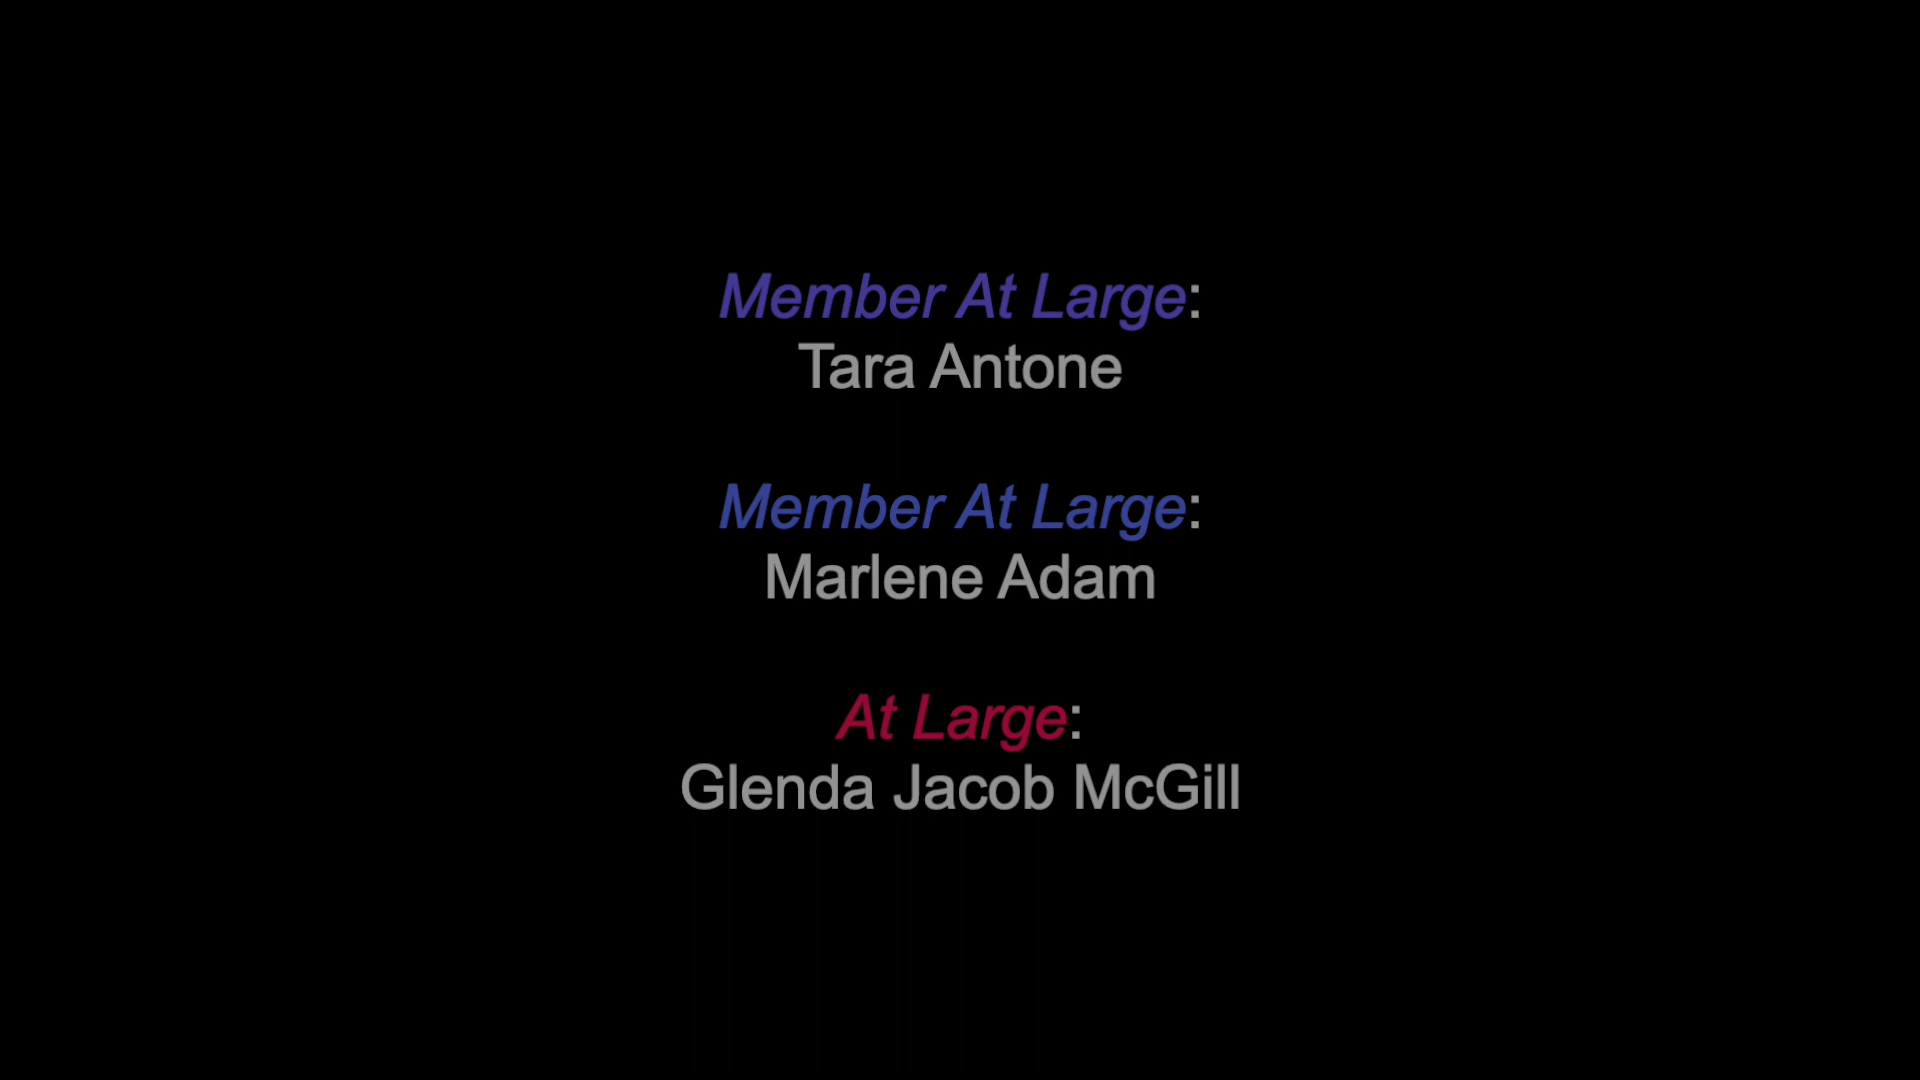 Member At Large:
Tara Antone
Member At Large:
Marlene Adam
At Large:
Glenda Jacob McGill